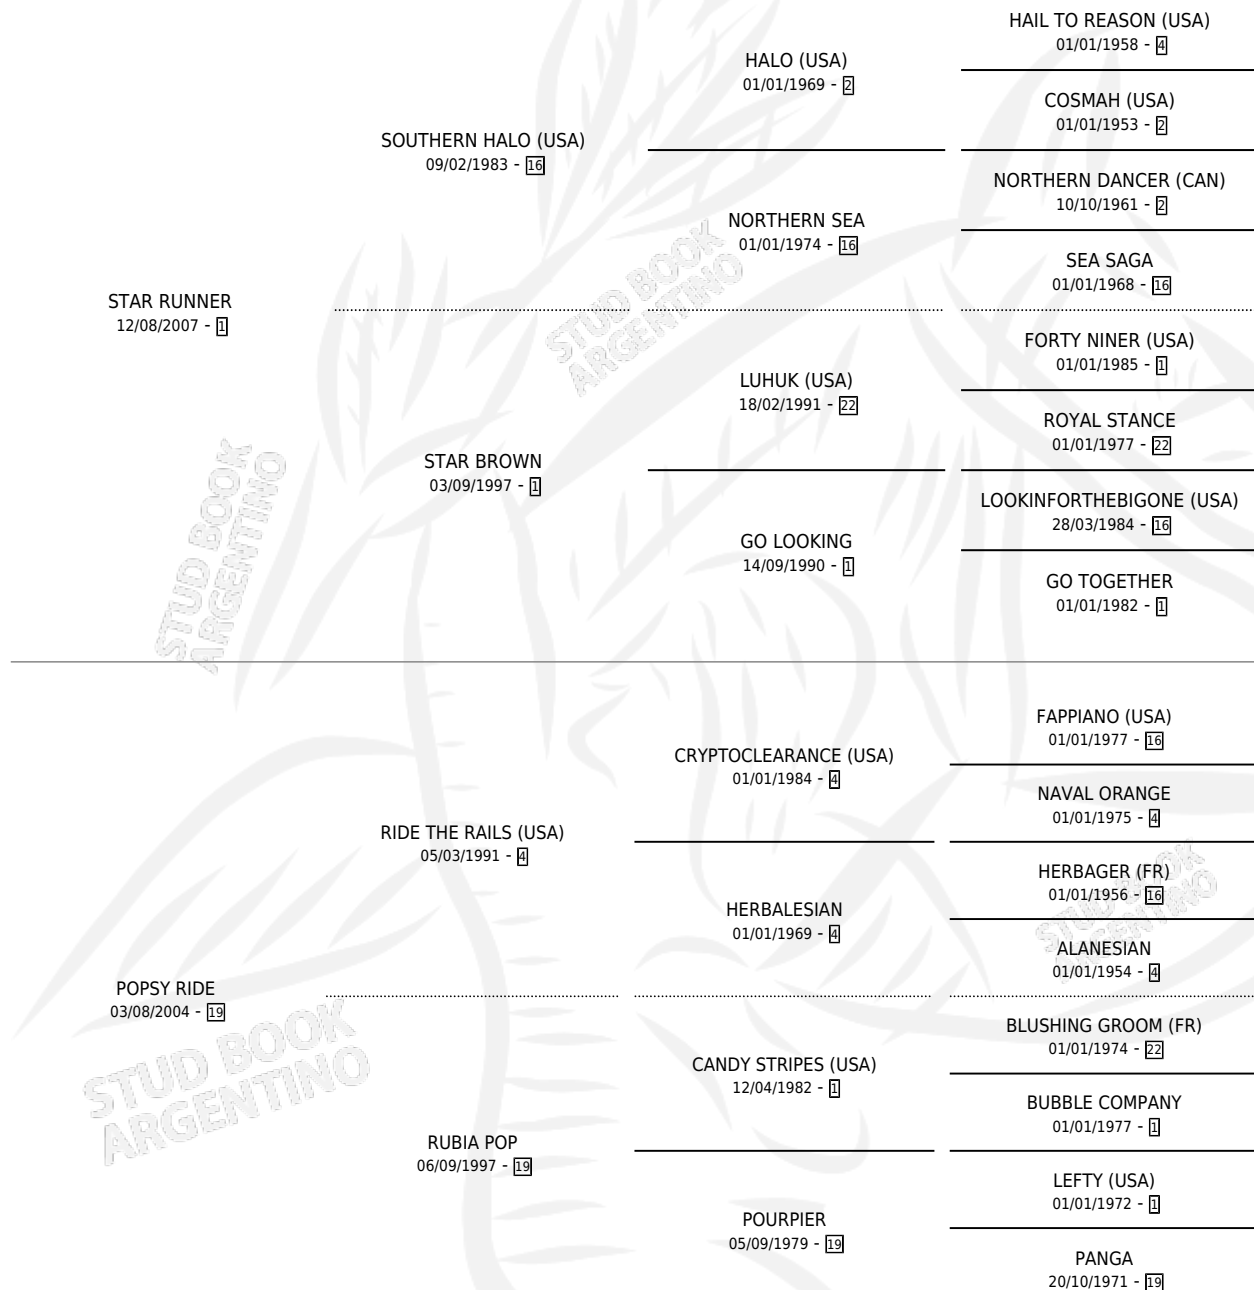 HAIL TO REASON (USA)
01/01/1958 - 4
HALO (USA)
01/01/1969 - 2
COSMAH (USA)
01/01/1953 - 2
SOUTHERN HALO (USA)
09/02/1983 - 16
NORTHERN DANCER (CAN)
10/10/1961 - 2
NORTHERN SEA
01/01/1974 - 16
SEA SAGA
01/01/1968 - 16
STAR RUNNER
12/08/2007 - 1
STUD BOOK
ARGENTINO
FORTY NINER (USA)
01/01/1985 - 1
LUHUK (USA)
18/02/1991 - 22
ROYAL STANCE
01/01/1977 - 22
STAR BROWN
03/09/1997 - 1
LOOKINFORTHEBIGONE (USA)
28/03/1984 - 16
GO LOOKING
14/09/1990 - 1
GO TOGETHER
01/01/1982 - 1
STUD BOOK
ARGENTINO
FAPPIANO (USA)
01/01/1977 - 16
CRYPTOCLEARANCE (USA)
01/01/1984 - 4
NAVAL ORANGE
01/01/1975 - 4
RIDE THE RAILS (USA)
05/03/1991 - 4
HERBAGER (FR)
01/01/1956 - 16
HERBALESIAN
01/01/1969 - 4
STUD BOOK
ARGENTINO
ALANESIAN
01/01/1954 - 4
POPSY RIDE
03/08/2004 - 19
BLUSHING GROOM (FR)
01/01/1974 - 22
CANDY STRIPES (USA)
12/04/1982 - 1
STUD BOOK
ARGENTINO
BUBBLE COMPANY
01/01/1977 - 1
RUBIA POP
06/09/1997 - 19
LEFTY (USA)
01/01/1972 - 1
POURPIER
05/09/1979 - 19
PANGA
20/10/1971 - 19